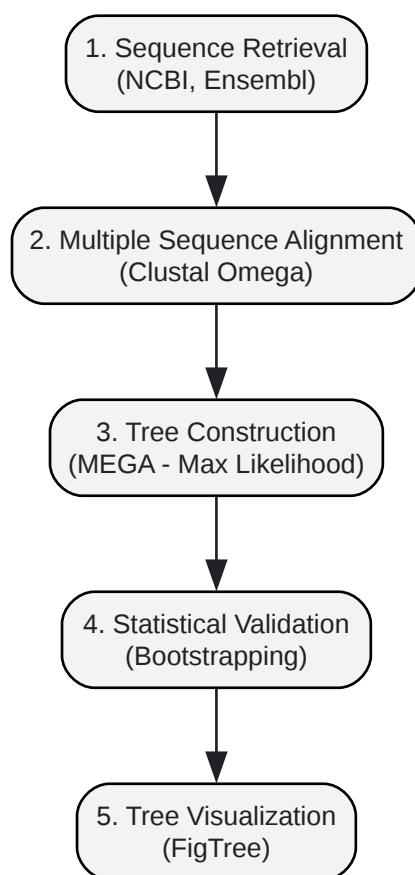 1. Sequence Retrieval
(NCBI, Ensembl)
2. Multiple Sequence Alignment
(Clustal Omega)
3. Tree Construction
(MEGA - Max Likelihood)
4. Statistical Validation
(Bootstrapping)
5. Tree Visualization
(FigTree)